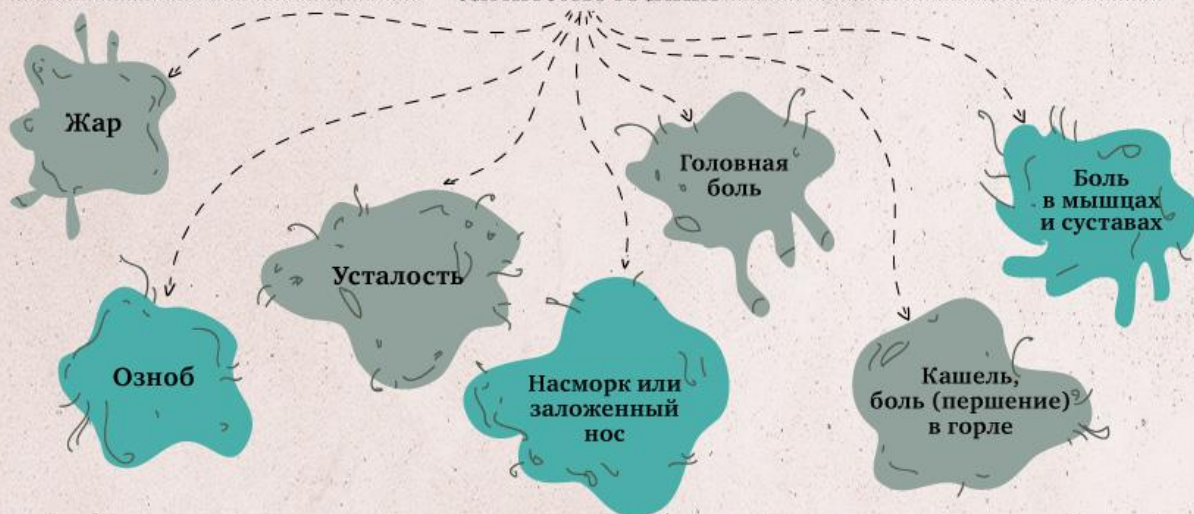 Жар
Головная
боль
Боль
в мышцах
и суставах
Усталость
Озноб
Насморк или
заложенный
нос
Кашель,
боль (першение)
в горле